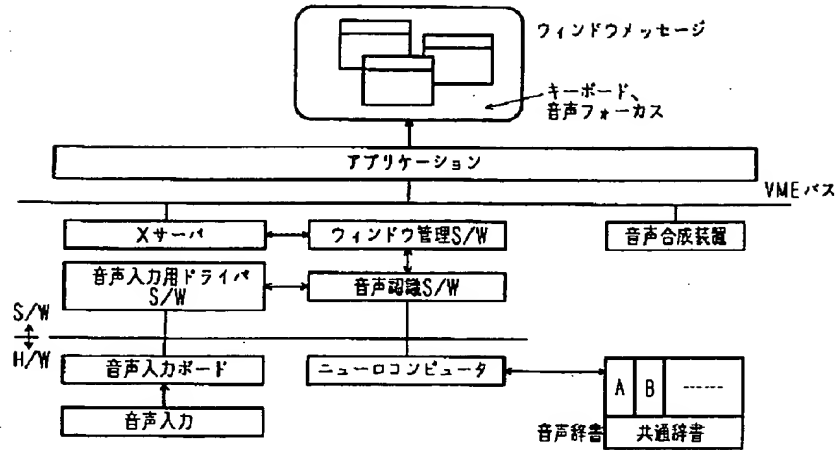 ウィンドウメッセージ
キーボード、
音声フォーカス
アプリケーション
VMEバス
Xサーバ
ウィンドウ管理S/W
音声合成装置
音声入力用ドライバ
S/W
音声認識S/W
S/W
H/W
音声入力ボード
ニューロコンピュータ
A
B
------
音声入力
音声辞書
共通辞書